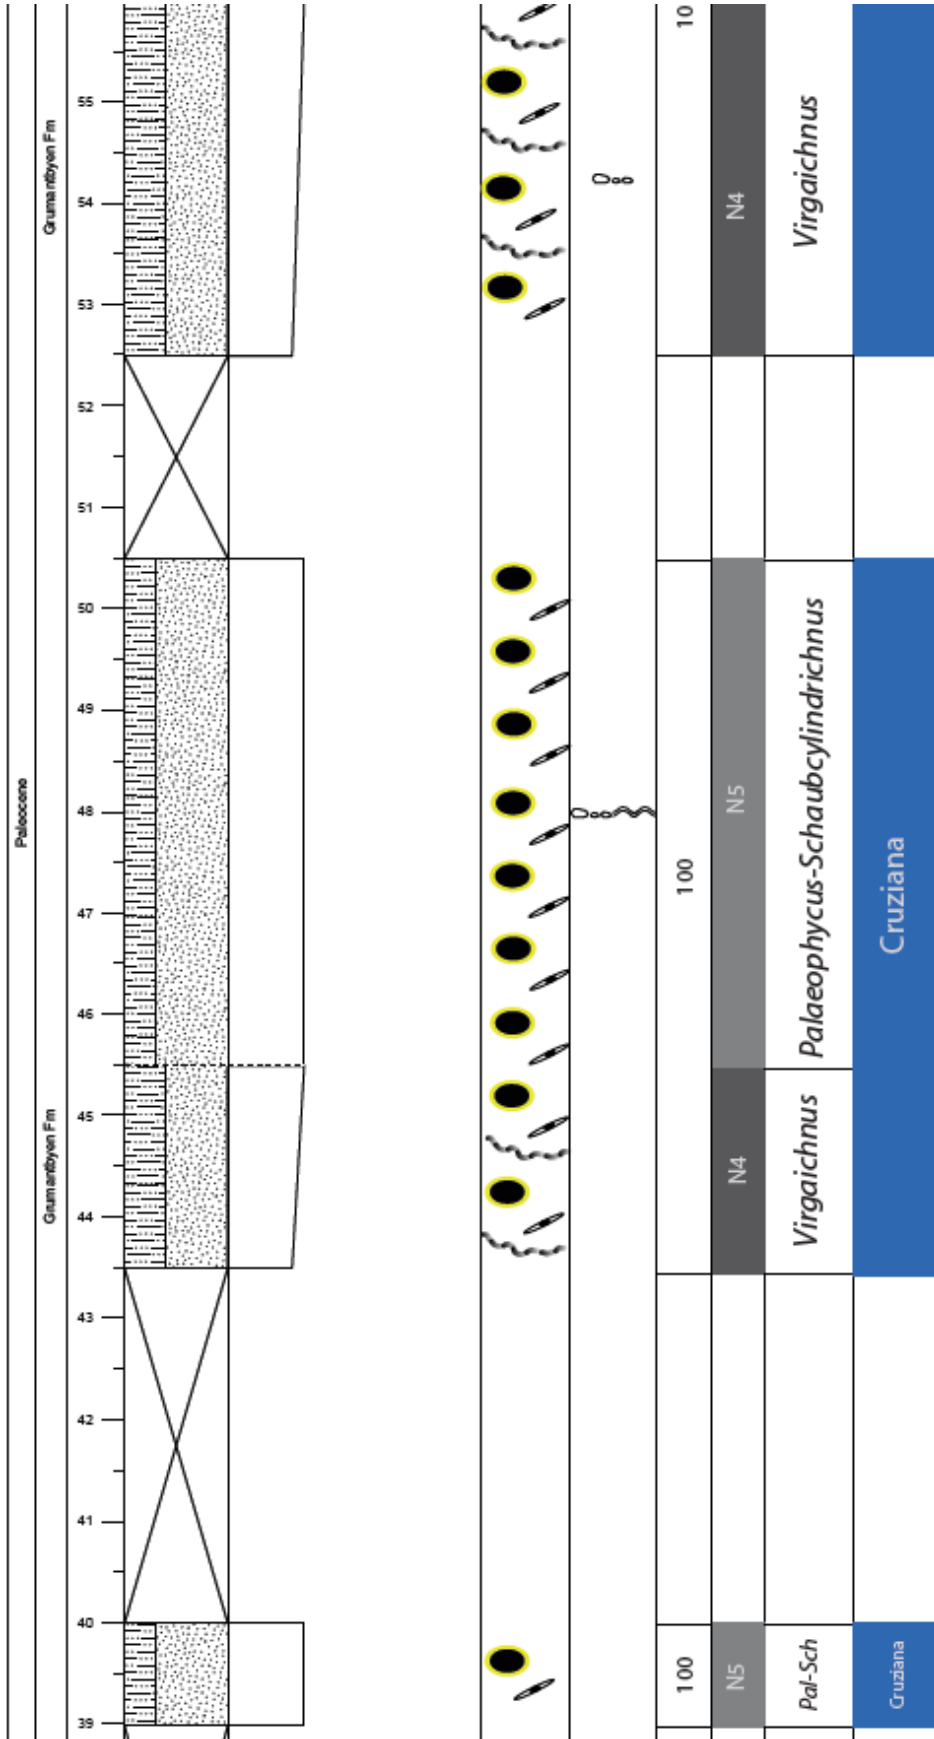 Paleocene
Grumantbyen Fm
Grumantbyen Fm
55
54
53
52
51
50
49
48
47
46
45
44
43
42
41
40
39
10
100
100
N4
N5
N4
N5
Virgaichnus
Palaeophycus-Schaubcylindrichnus
Virgaichnus
Pal-Sch
Cruziana
Cruziana